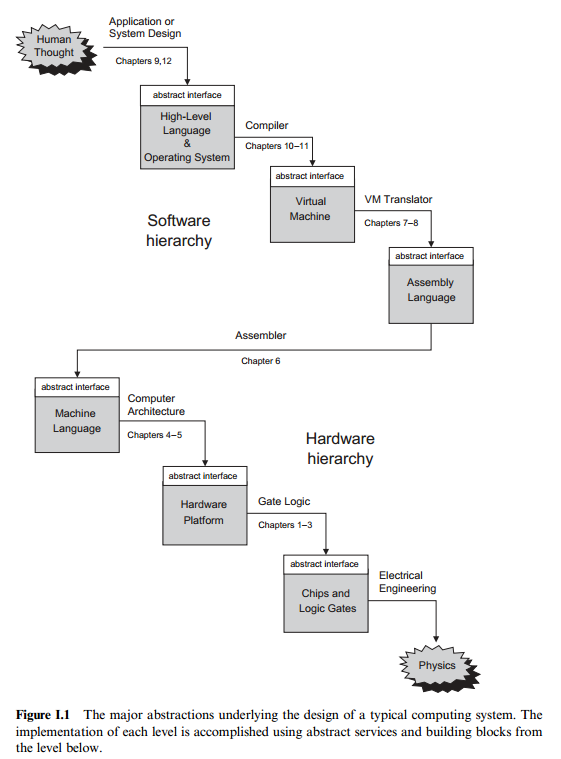 Human
Thought
Application or
System Design
Chapters 9,12
abstract interface
High-Level
Language
&
Operating System
Compiler
Chapters 10–11
abstract interface
Virtual
Machine
VM Translator
Chapters 7–8
abstract interface
Assembly
Language
Software
hierarchy
Assembler
Chapter 6
abstract interface
Machine
Language
Computer
Architecture
Chapters 4–5
Hardware
hierarchy
abstract interface
Hardware
Platform
Gate Logic
Chapters 1–3
abstract interface
Chips and
Logic Gates
Electrical
Engineering
Physics
Figure I.1 The major abstractions underlying the design of a typical computing system. The
implementation of each level is accomplished using abstract services and building blocks from
the level below.